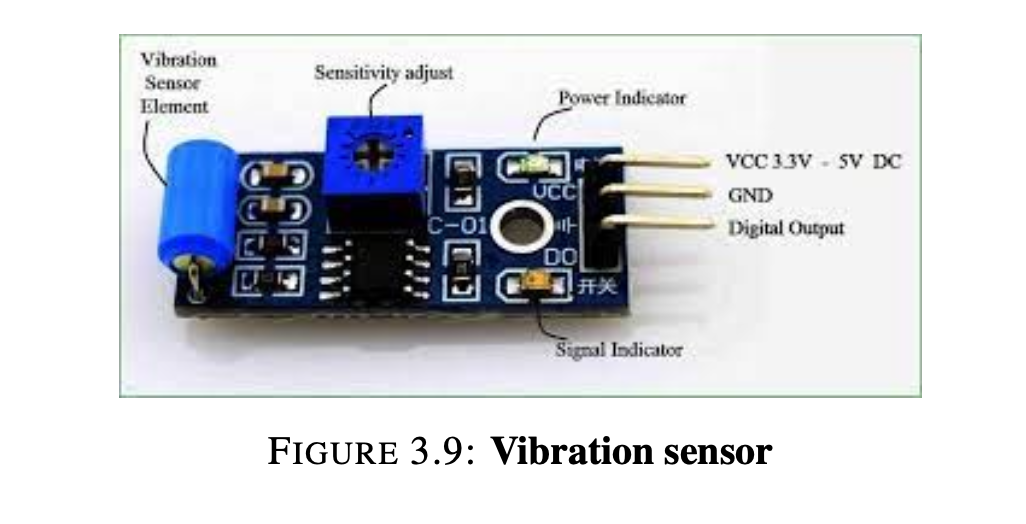 Vibration
Sensor
Element
Sensitivity adjust
Power Indicator
VCC 3.3V - 5V DC
GND
Digital Output
VCC
C-01
DO
开关
Signal Indicator
FIGURE 3.9: Vibration sensor